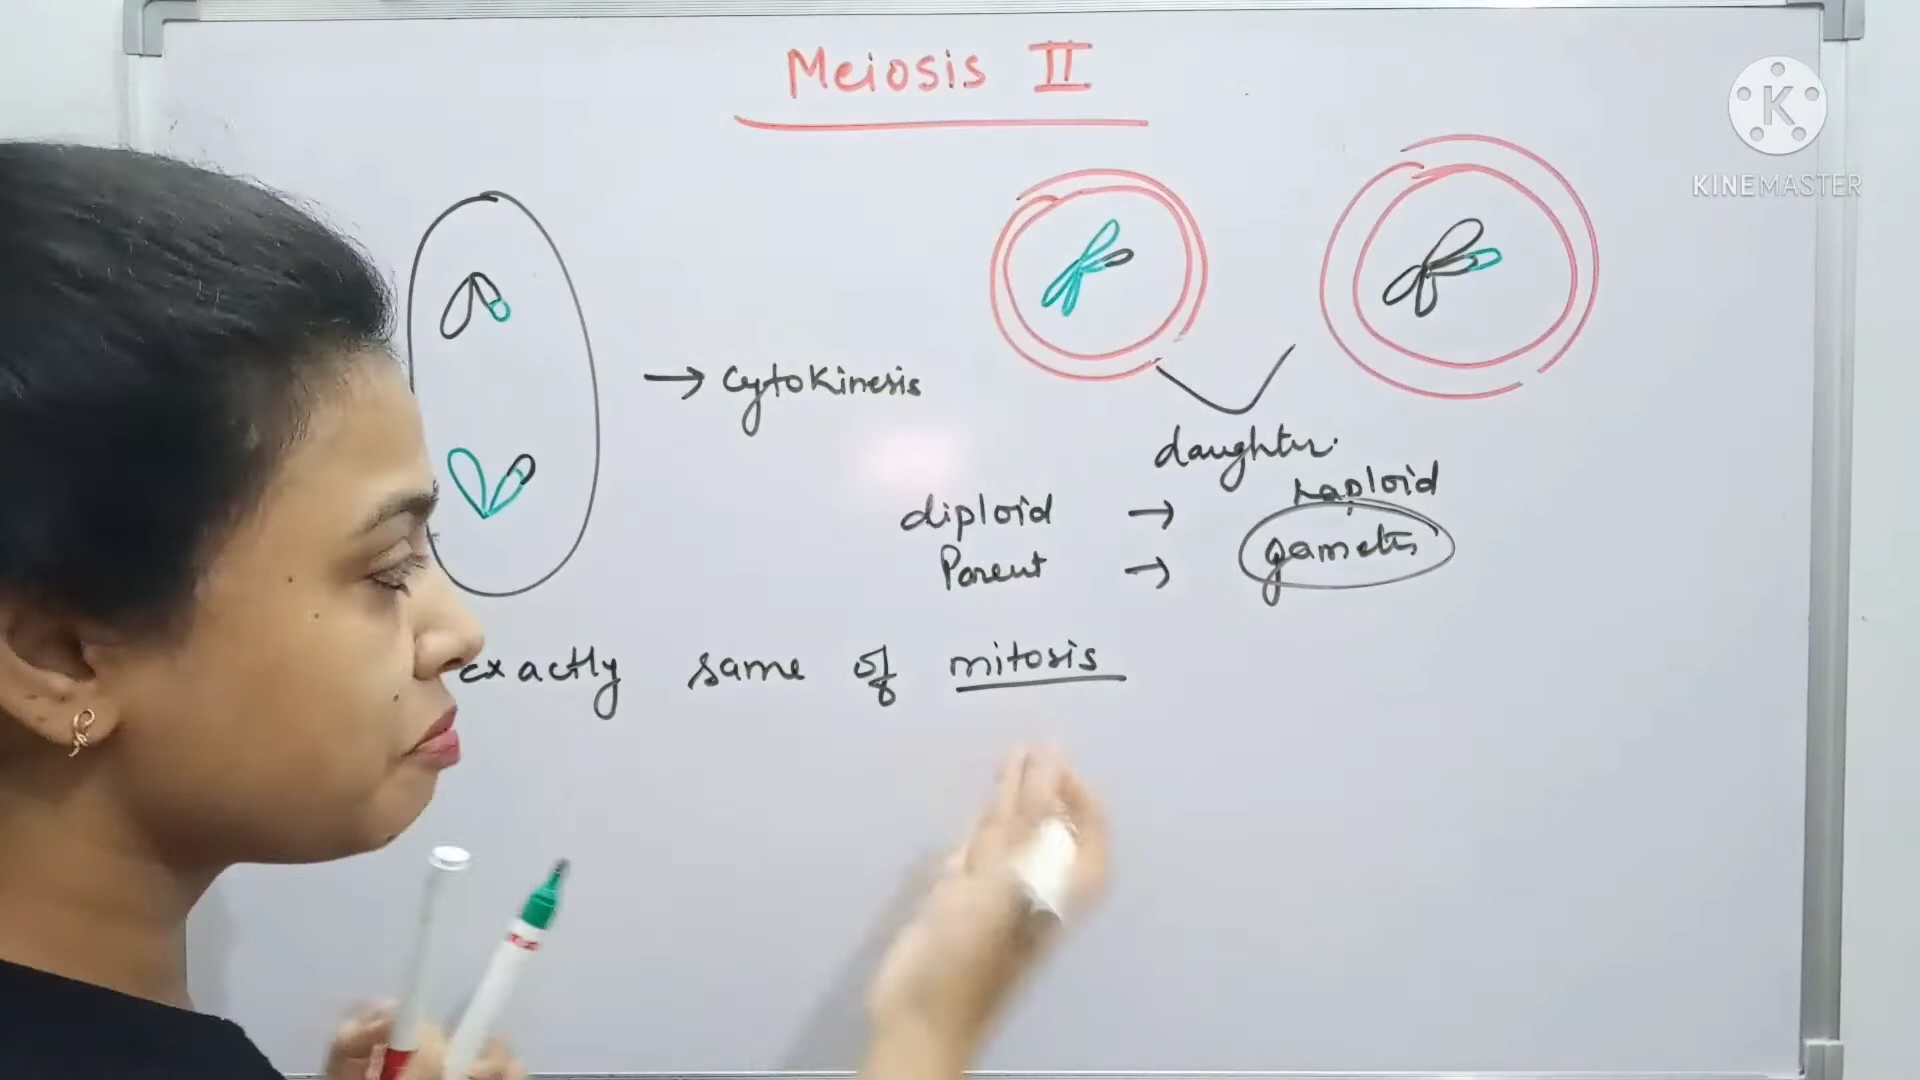 Meiosis II
KINEMASTER
→ Cytokinesis
daughter
diploid → haploid
Parent → gametes
exactly same of mitosis